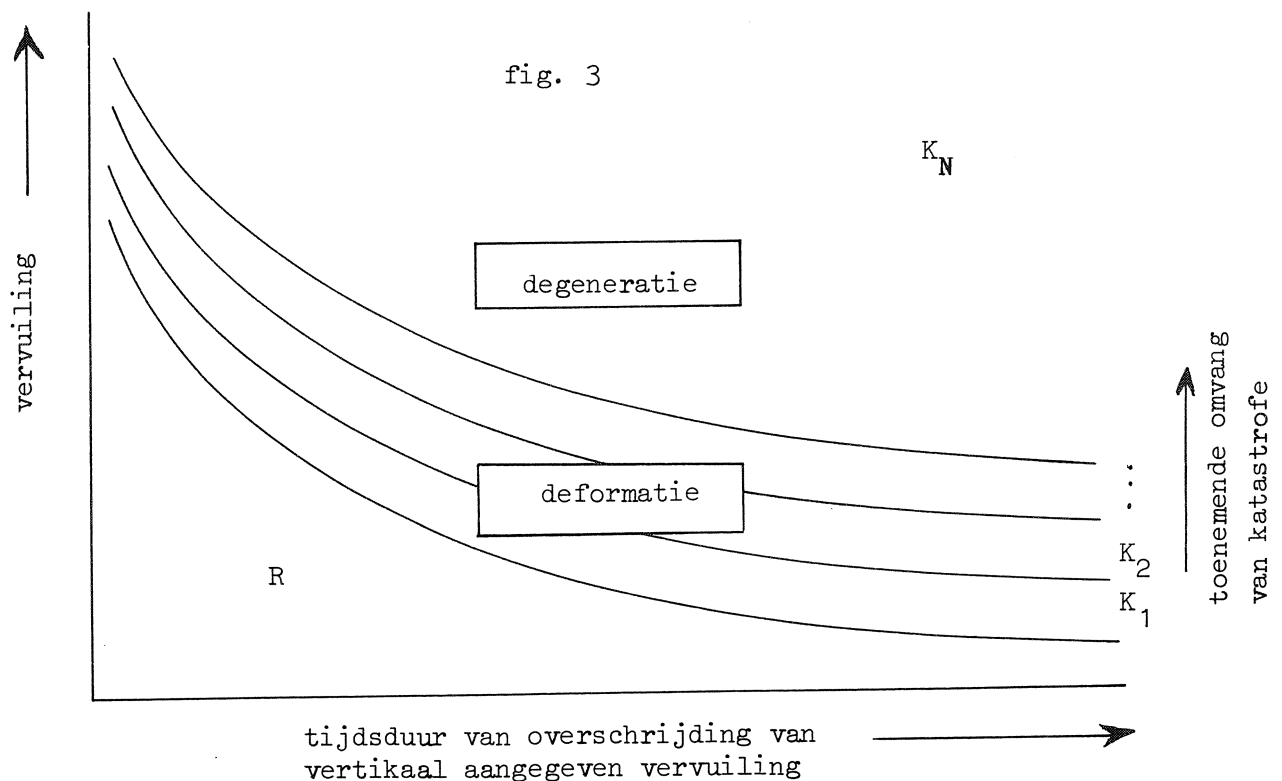 fig. 3
K_N
vervuiling
degeneratie
deformatie
R
K_2
K_1
toenemende omvang
van katastrofe
tijdsduur van overschrijding van
vertikaal aangegeven vervuiling